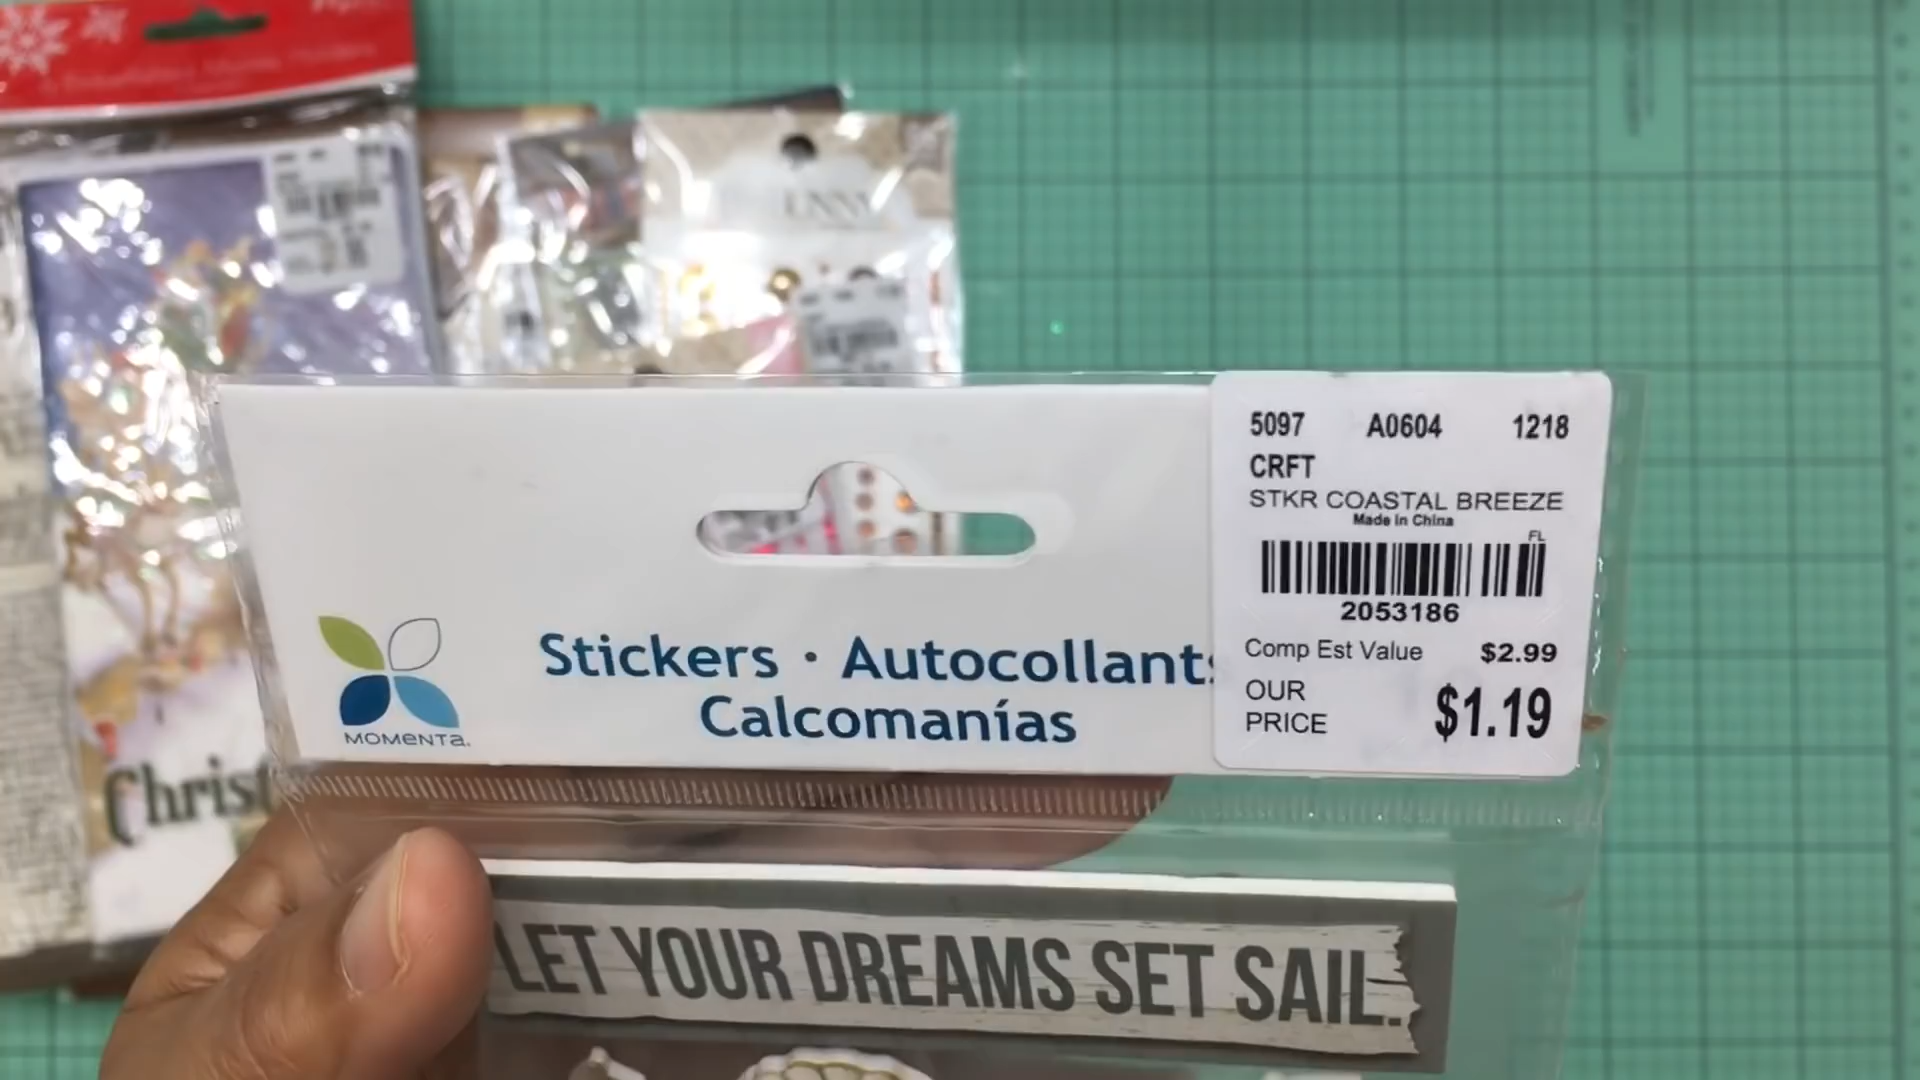 5097 A0604 1218
CRFT
STKR COASTAL BREEZE
Made In China
FL
2053186
Comp Est Value $2.99
OUR
PRICE $1.19
Stickers · Autocollants
Calcomanías
MOMENTA
LET YOUR DREAMS SET SAIL.
Christ